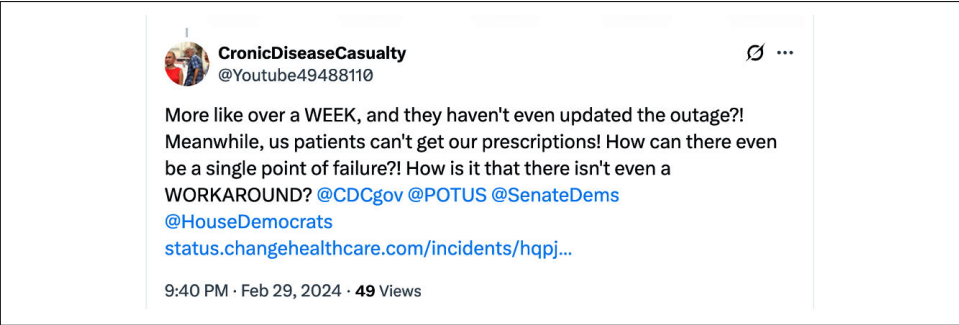 CronicDiseaseCasualty
@Youtube49488110
More like over a WEEK, and they haven't even updated the outage?!
Meanwhile, us patients can't get our prescriptions! How can there even
be a single point of failure?! How is it that there isn't even a
WORKAROUND? @CDCgov @POTUS @SenateDems
@HouseDemocrats
status.changehealthcare.com/incidents/hqpj...
9:40 PM · Feb 29, 2024 · 49 Views